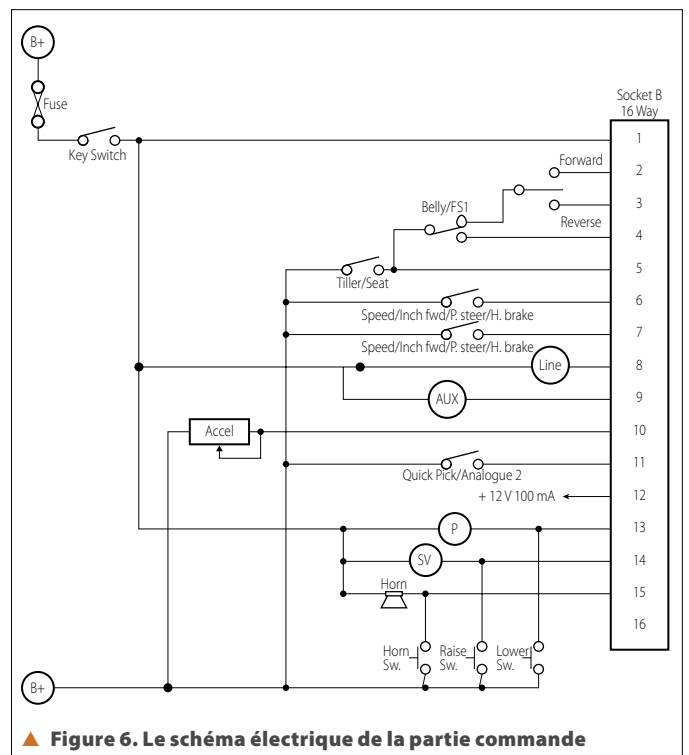 B+
Fuse
Key Switch
Socket B
16 Way
1
Forward
2
Belly/FS1
3
Reverse
4
5
Tiller/Seat
6
Speed/Inch fwd/P. steer/H. brake
7
Speed/Inch fwd/P. steer/H. brake
Line
8
AUX
9
Accel
10
11
Quick Pick/Analogue 2
+ 12 V 100 mA
12
P
13
SV
14
Horn
15
16
Horn Sw.
Raise Sw.
Lower Sw.
B+
▲ Figure 6. Le schéma électrique de la partie commande